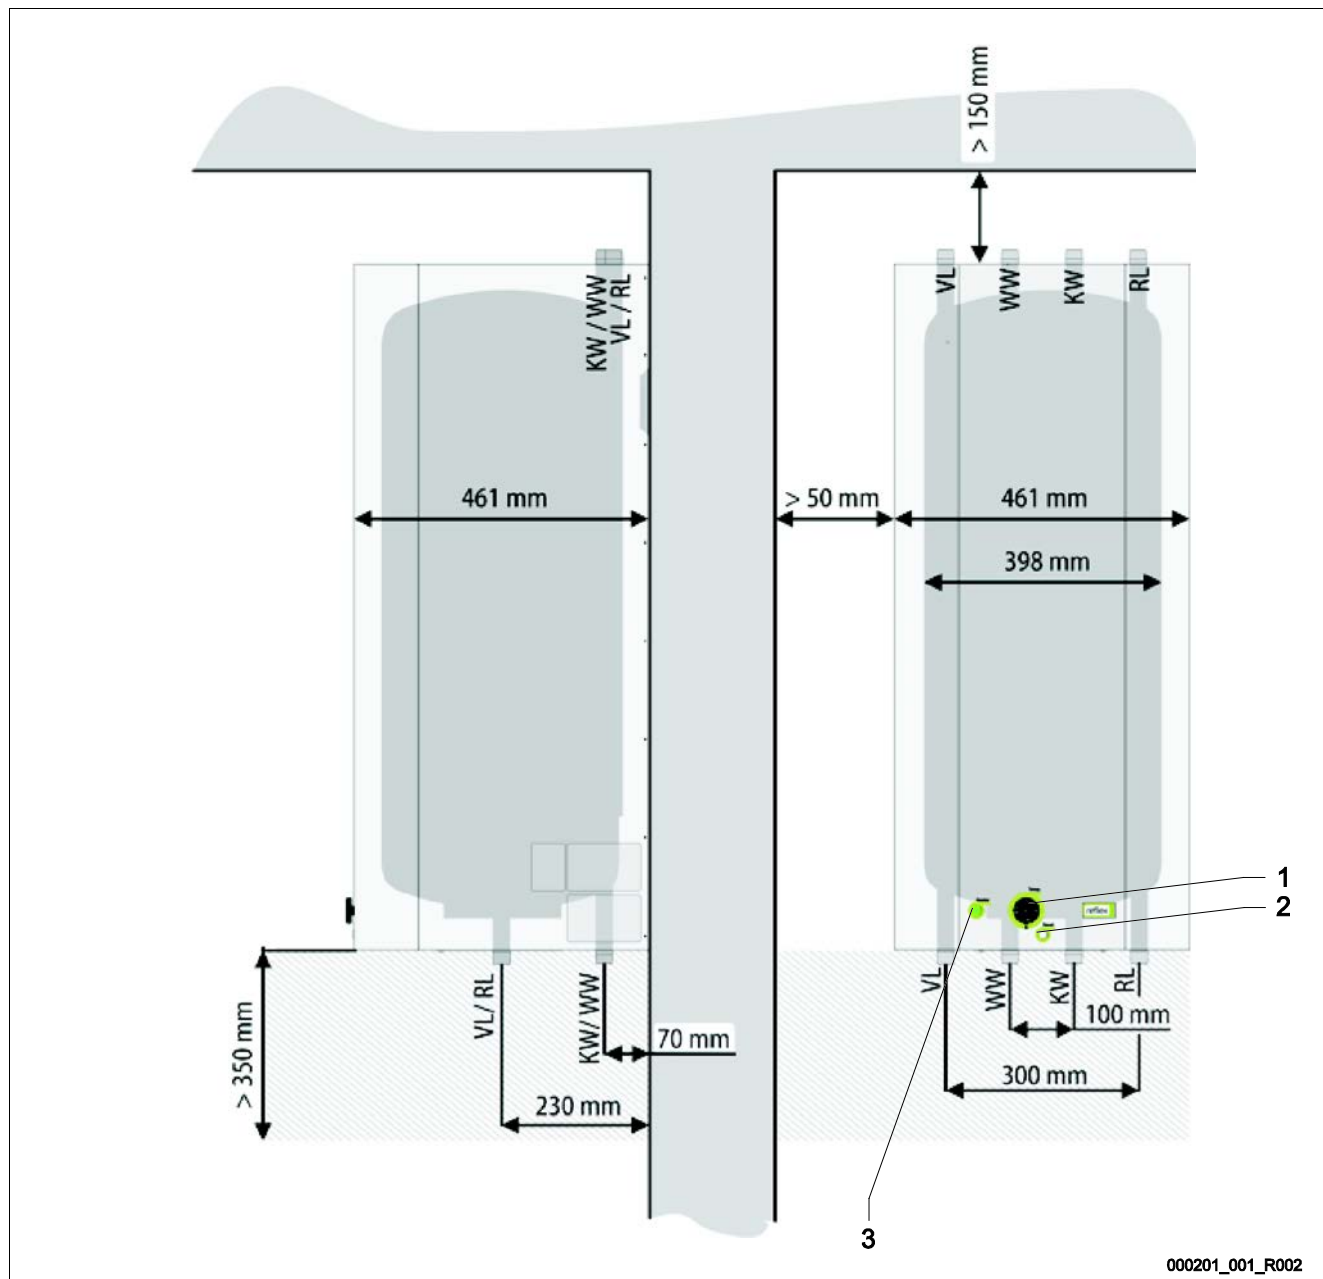 > 150 mm
KW / WW
VL / RL
VL
WW
KW
RL
461 mm
> 50 mm
461 mm
398 mm
1
2
reflex
VL / RL
KW/ WW
VL
WW
KW
RL
> 350 mm
70 mm
100 mm
230 mm
300 mm
3
000201_001_R002